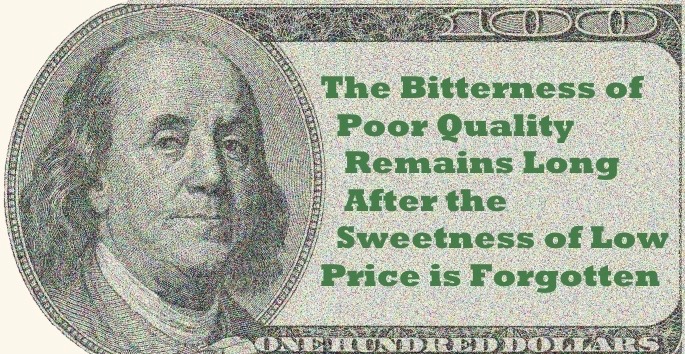 100
The Bitterness of
Poor Quality
Remains Long
After the
Sweetness of Low
Price is Forgotten
ONE HUNDRED DOLLARS